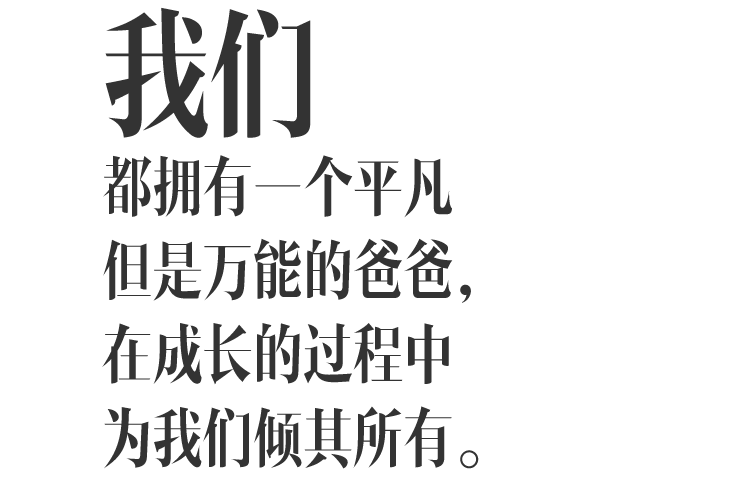 我们
都拥有一个平凡
但是万能的爸爸，
在成长的过程中
为我们倾其所有。